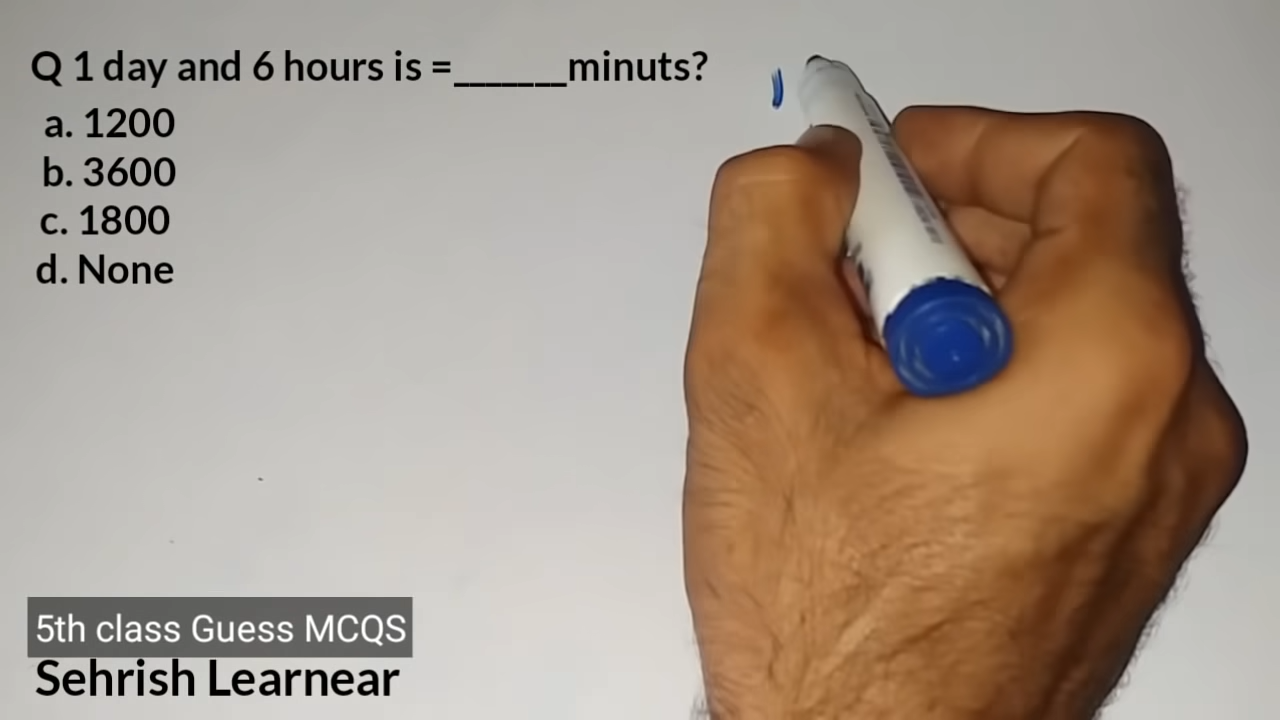 Q 1 day and 6 hours is =______minuts?
a. 1200
b. 3600
c. 1800
d. None
5th class Guess MCQS
Sehrish Learnear